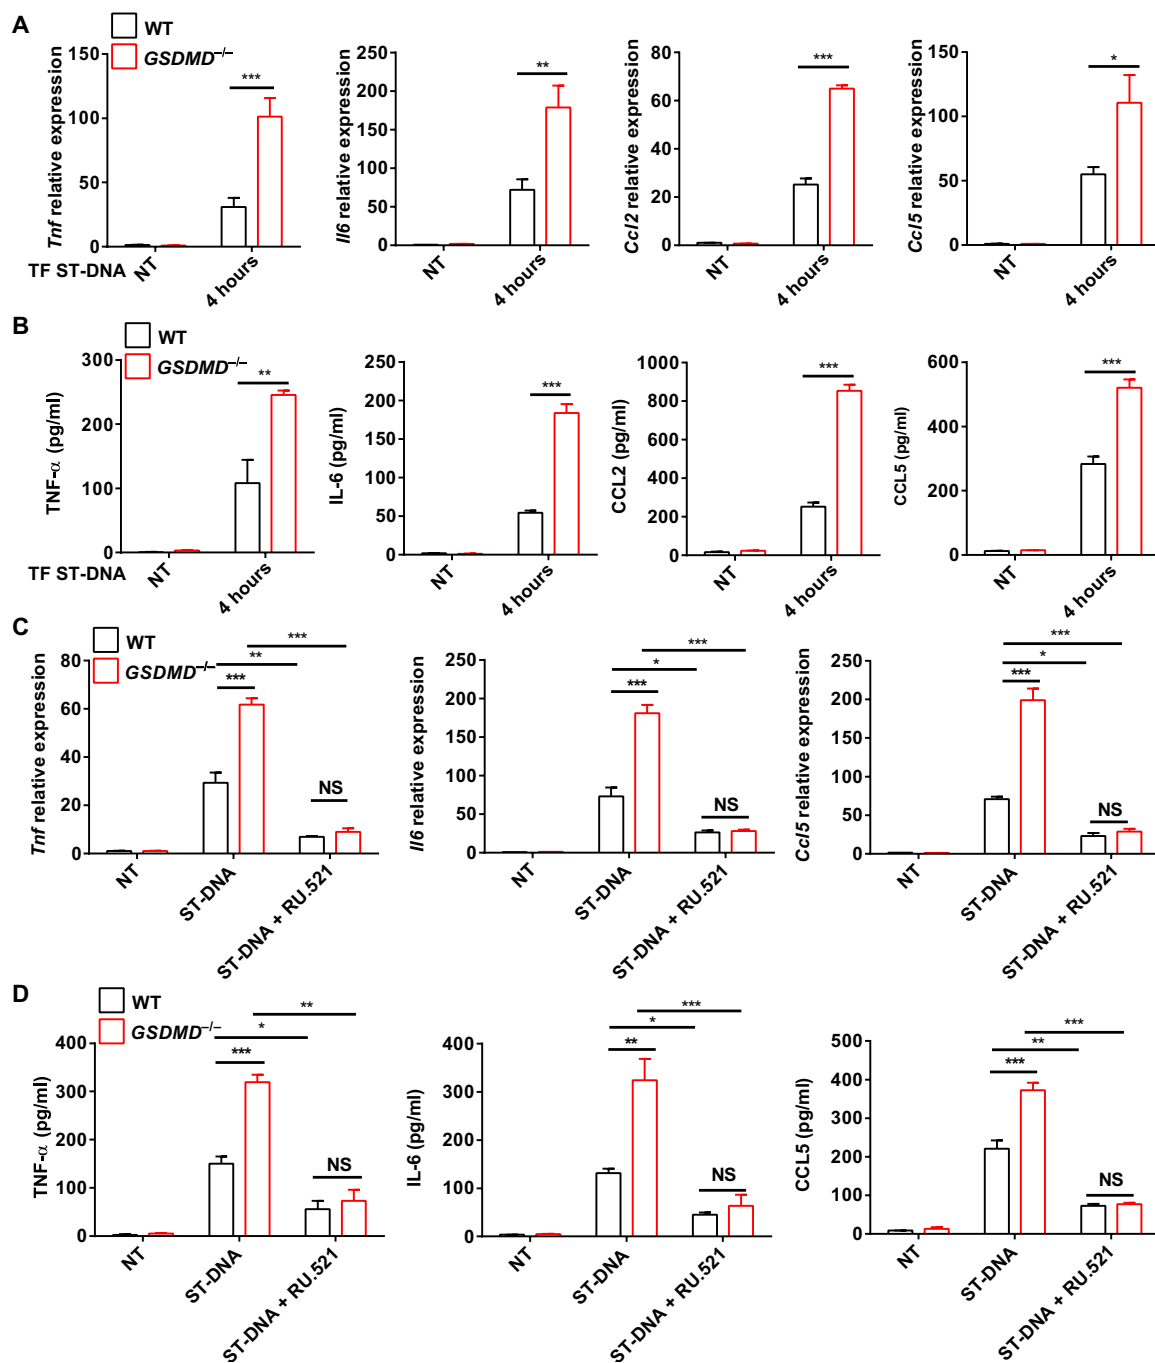 A
WT
GSDMD–/–
Tnf relative expression
150
100
50
0
***
NT
4 hours
TF ST-DNA
Il6 relative expression
250
200
150
100
50
0
**
NT
4 hours
Ccl2 relative expression
80
60
40
20
0
***
NT
4 hours
Ccl5 relative expression
150
100
50
0
*
NT
4 hours
B
WT
GSDMD–/–
TNF-α (pg/ml)
300
200
100
0
**
NT
4 hours
TF ST-DNA
IL-6 (pg/ml)
250
200
150
100
50
0
***
NT
4 hours
CCL2 (pg/ml)
1000
800
600
400
200
0
***
NT
4 hours
CCL5 (pg/ml)
600
400
200
0
***
NT
4 hours
C
WT
GSDMD–/–
Tnf relative expression
80
60
40
20
0
***
**
***
NS
NT
ST-DNA
ST-DNA + RU.521
Il6 relative expression
250
200
150
100
50
0
***
*
***
NS
NT
ST-DNA
ST-DNA + RU.521
Ccl5 relative expression
250
200
150
100
50
0
***
*
***
NS
NT
ST-DNA
ST-DNA + RU.521
D
WT
GSDMD–/–
TNF-α (pg/ml)
400
300
200
100
0
**
*
***
NS
NT
ST-DNA
ST-DNA + RU.521
IL-6 (pg/ml)
400
300
200
100
0
***
*
**
NS
NT
ST-DNA
ST-DNA + RU.521
CCL5 (pg/ml)
500
400
300
200
100
0
***
**
***
NS
NT
ST-DNA
ST-DNA + RU.521